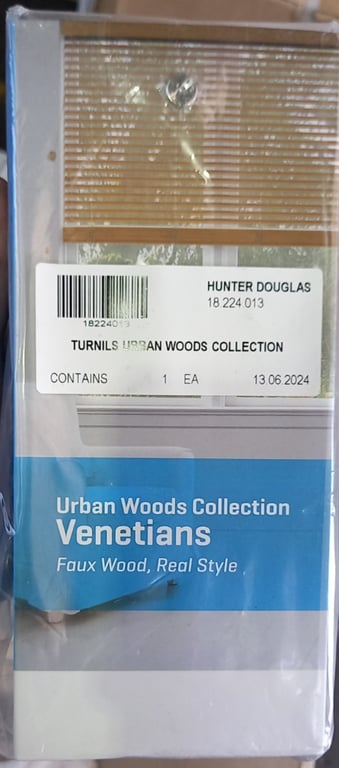 HUNTER DOUGLAS
18.224.013
18224013
TURNILS URBAN WOODS COLLECTION
CONTAINS 1 EA 13.06.2024
Urban Woods Collection
Venetians
Faux Wood, Real Style